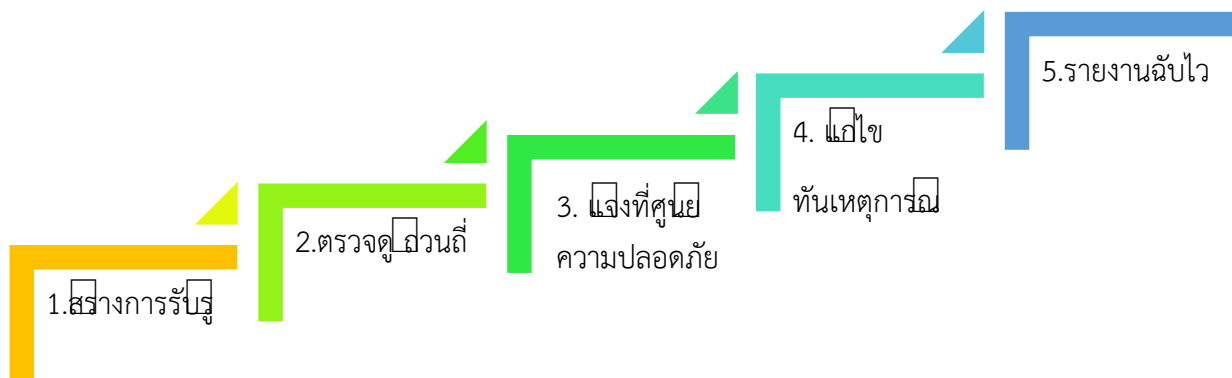 1.สร้างการรับรู้
2.ตรวจดู ถ้วนถี่
3. แจ้งที่ศูนย์
ความปลอดภัย
4. แก้ไข
ทันเหตุการณ์
5.รายงานฉับไว